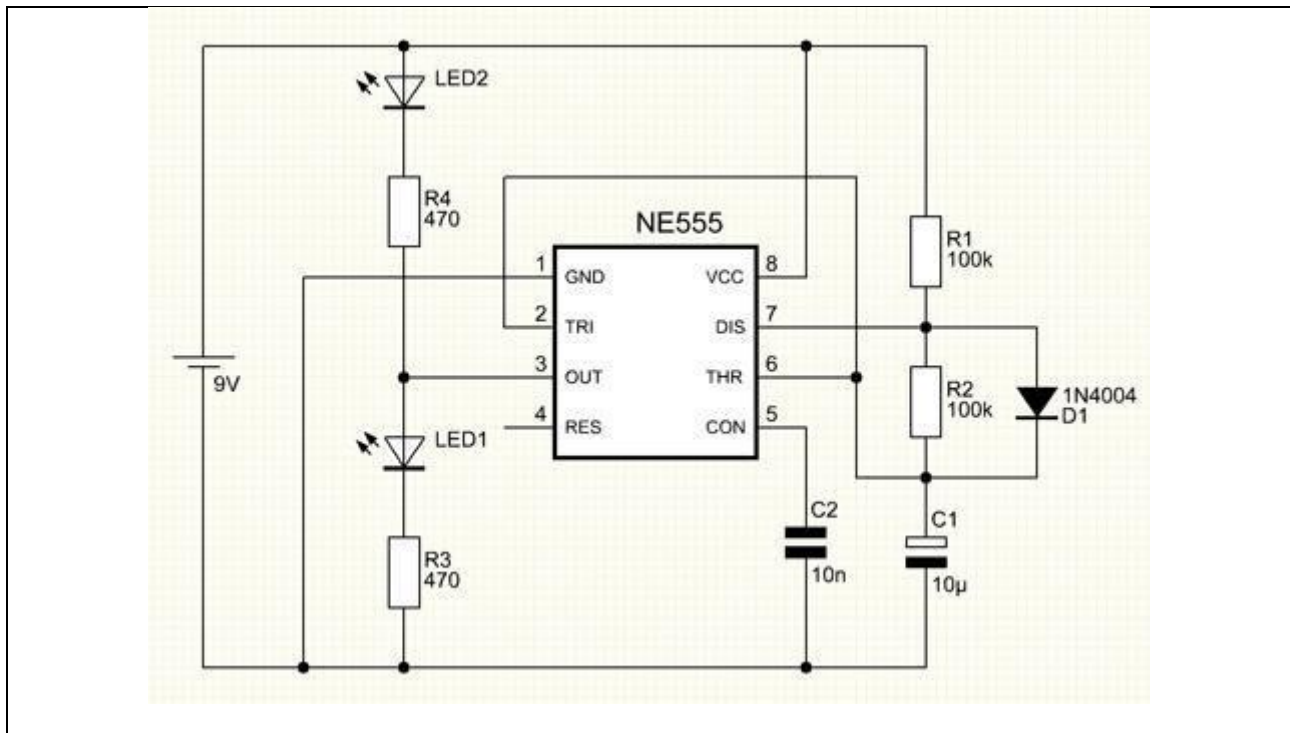 LED2
R4
470
NE555
1 GND
VCC 8
2 TRI
DIS 7
3 OUT
THR 6
4 RES
CON 5
R1
100k
R2
100k
1N4004
D1
9V
LED1
R3
470
C2
10n
C1
10µ